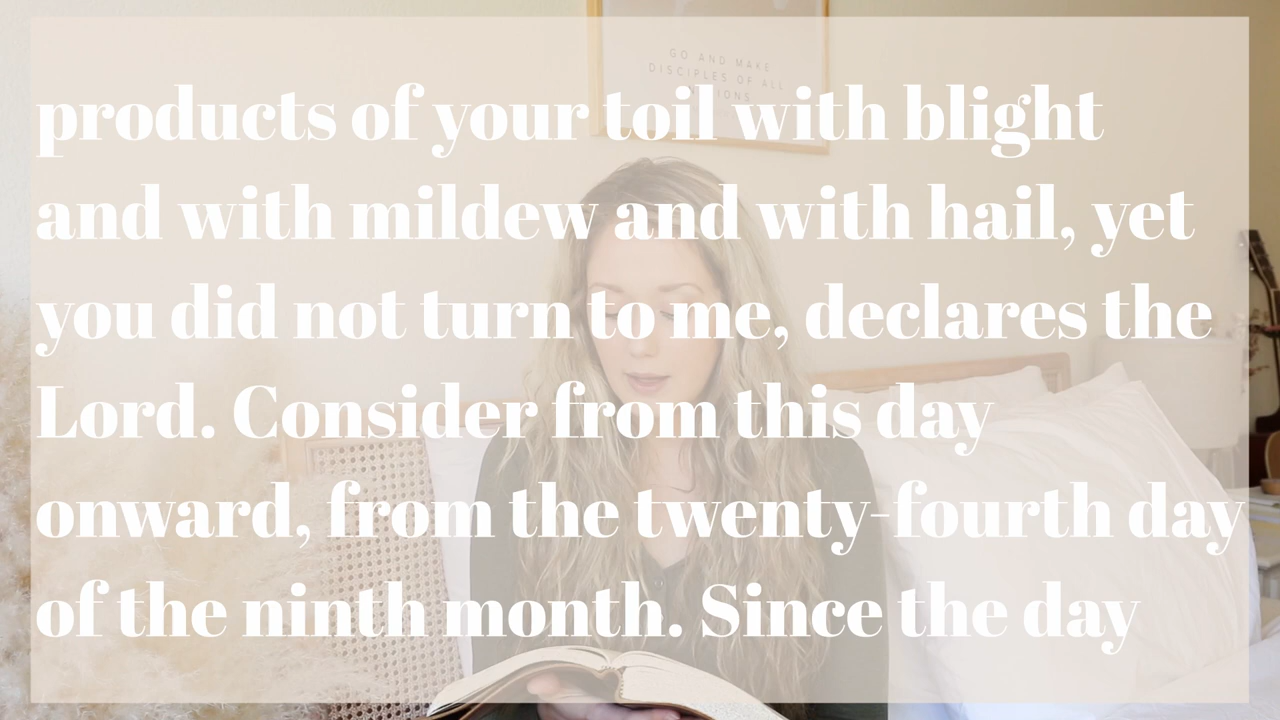 GO AND MAKE
DISCIPLES OF ALL
NATIONS
products of your toil with blight
and with mildew and with hail, yet
you did not turn to me, declares the
Lord. Consider from this day
onward, from the twenty-fourth day
of the ninth month. Since the day